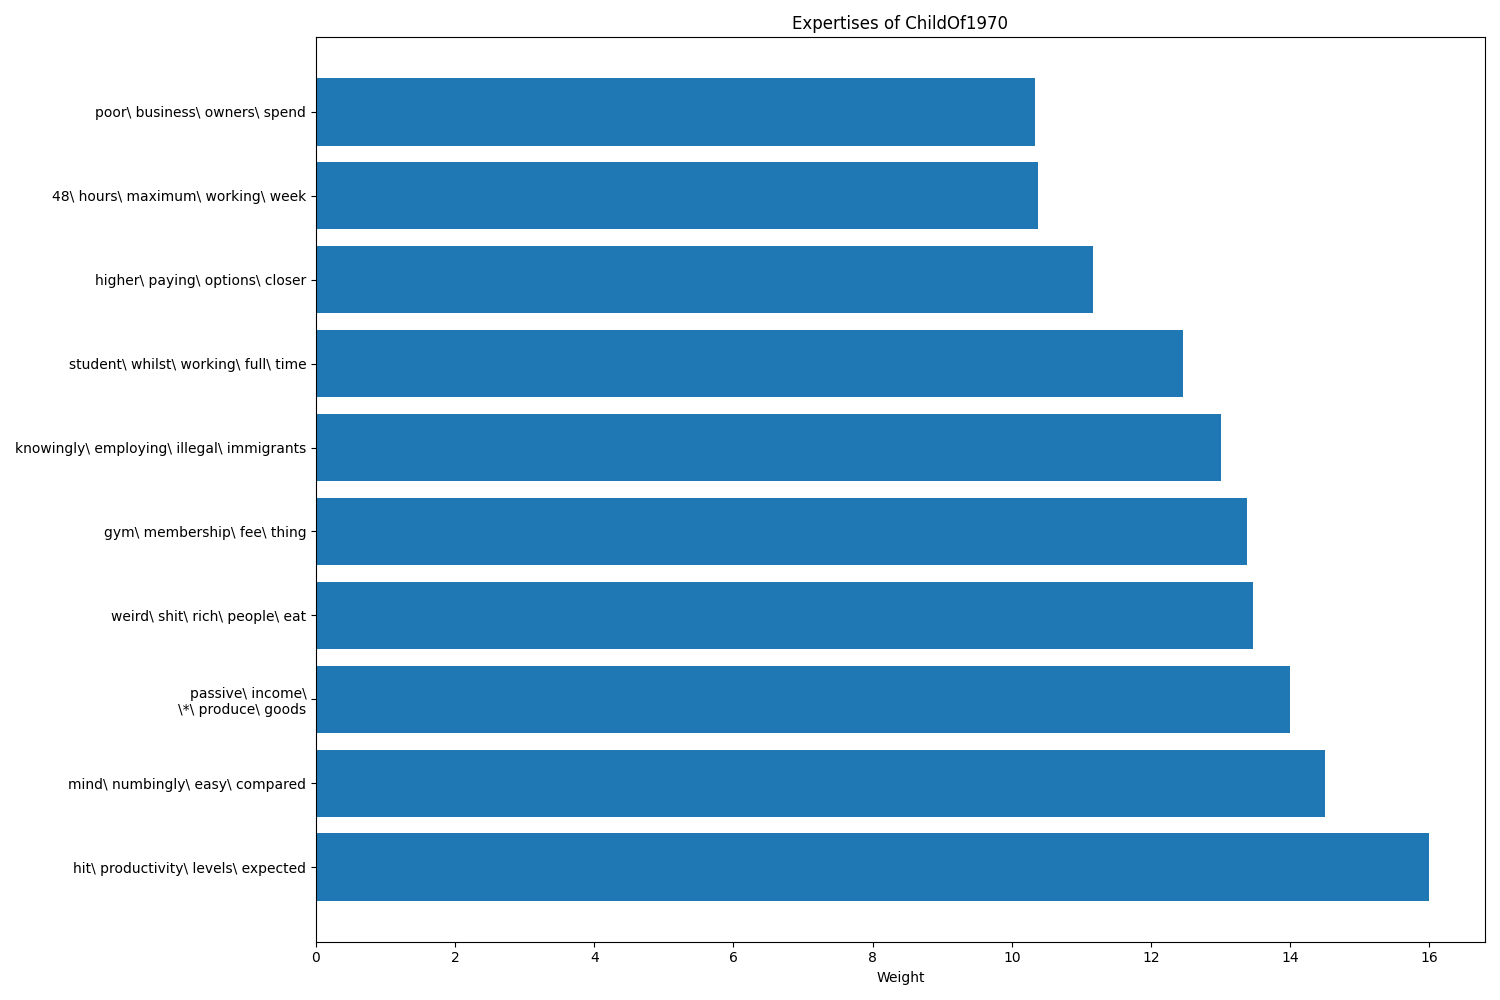 Expertises of ChildOf1970
poor\ business\ owners\ spend
48\ hours\ maximum\ working\ week
higher\ paying\ options\ closer
student\ whilst\ working\ full\ time
knowingly\ employing\ illegal\ immigrants
gym\ membership\ fee\ thing
weird\ shit\ rich\ people\ eat
passive\ income\
\*\ produce\ goods
mind\ numbingly\ easy\ compared
hit\ productivity\ levels\ expected
0 2 4 6 8 10 12 14 16
Weight